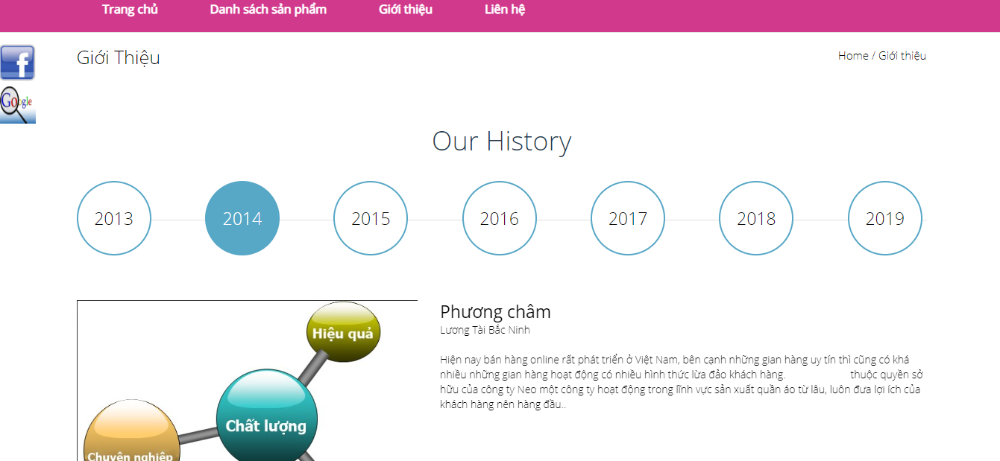 Trang chủ Danh sách sản phẩm Giới thiệu Liên hệ
Giới Thiệu
Home / Giới thiệu
Google
Our History
2013 2014 2015 2016 2017 2018 2019
Hiệu quả
Chất lượng
Chuyên nghiệp
Phương châm
Lương Tài Bắc Ninh
Hiện nay bán hàng online rất phát triển ở Việt Nam, bên cạnh những gian hàng uy tín thì cũng có khá
nhiều những gian hàng hoạt động có nhiều hình thức lừa đảo khách hàng. thuộc quyền sở
hữu của công ty Neo một công ty hoạt động trong lĩnh vực sản xuất quần áo từ lâu, luôn đưa lợi ích của
khách hàng nên hàng đầu..